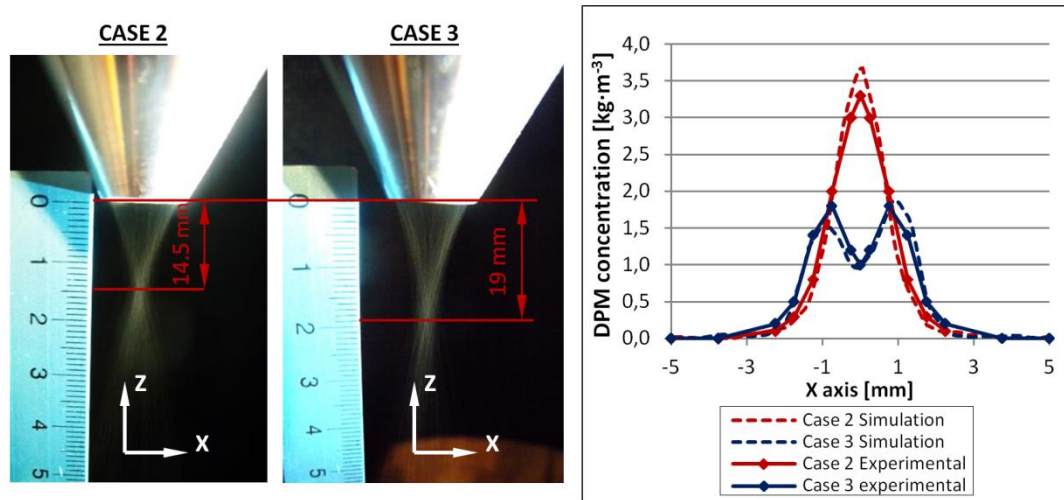 CASE 2
CASE 3
0
1
2
3
4
5
14.5 mm
Z
X
0
1
2
3
4
5
19 mm
Z
X
DPM concentration [kg·m⁻³]
4,0
3,5
3,0
2,5
2,0
1,5
1,0
0,5
0,0
-5 -3 -1 1 3 5
X axis [mm]
Case 2 Simulation
Case 3 Simulation
Case 2 Experimental
Case 3 experimental